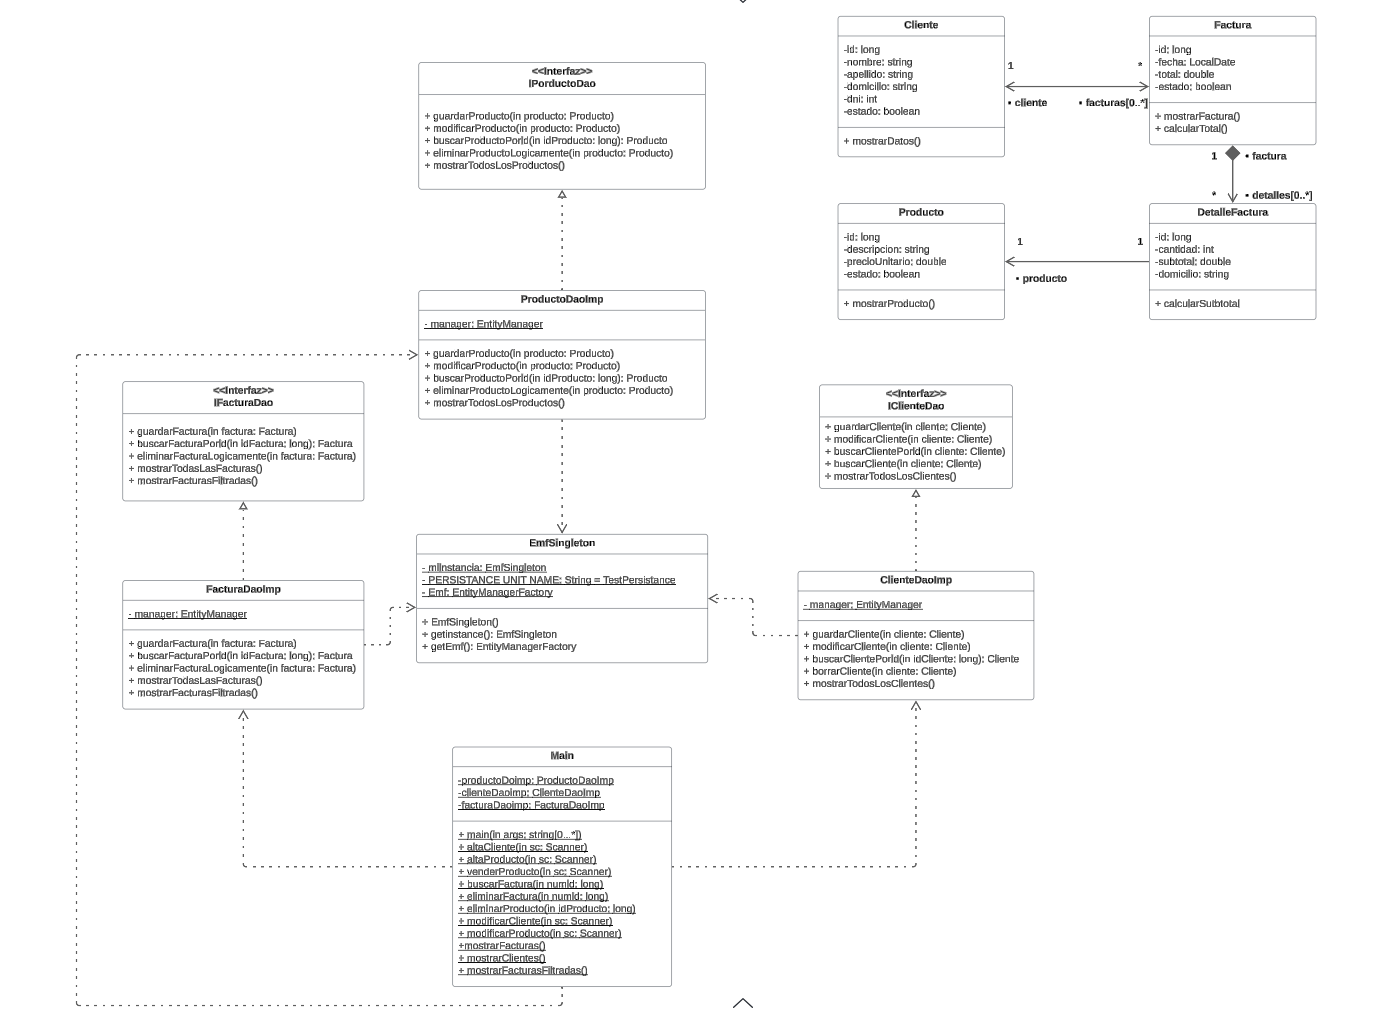 Cliente
-id: long
-nombre: string
-apellido: string
-domicilio: string
-dni: int
-estado: boolean
+ mostrarDatos()
1
*
• cliente
• facturas[0..*]
Factura
-id: long
-fecha: LocalDate
-total: double
-estado: boolean
+ mostrarFactura()
+ calcularTotal()
1
• factura
*
• detalles[0..*]
Producto
-id: long
-descripcion: string
-precioUnitario: double
-estado: boolean
+ mostrarProducto()
1
1
• producto
DetalleFactura
-id: long
-cantidad: int
-subtotal: double
-domicilio: string
+ calcularSubtotal
<<Interfaz>>
IPorductoDao
+ guardarProducto(in producto: Producto)
+ modificarProducto(in producto: Producto)
+ buscarProductoPorId(in idProducto: long): Producto
+ eliminarProductoLogicamente(in producto: Producto)
+ mostrarTodosLosProductos()
ProductoDaoImp
- manager: EntityManager
+ guardarProducto(in producto: Producto)
+ modificarProducto(in producto: Producto)
+ buscarProductoPorId(in idProducto: long): Producto
+ eliminarProductoLogicamente(in producto: Producto)
+ mostrarTodosLosProductos()
<<Interfaz>>
IFacturaDao
+ guardarFactura(in factura: Factura)
+ buscarFacturaPorId(in idFactura: long): Factura
+ eliminarFacturaLogicamente(in factura: Factura)
+ mostrarTodasLasFacturas()
+ mostrarFacturasFiltradas()
<<Interfaz>>
IClienteDao
+ guardarCliente(in cliente: Cliente)
+ modificarCliente(in cliente: Cliente)
+ buscarClientePorId(in cliente: Cliente)
+ buscarCliente(in cliente: Cliente)
+ mostrarTodosLosClientes()
EmfSingleton
- miInstancia: EmfSingleton
- PERSISTANCE UNIT NAME: String = TestPersistance
- Emf: EntityManagerFactory
+ EmfSingleton()
+ getinstance(): EmfSingleton
+ getEmf(): EntityManagerFactory
FacturaDaoImp
- manager: EntityManager
+ guardarFactura(in factura: Factura)
+ buscarFacturaPorId(in idFactura: long): Factura
+ eliminarFacturaLogicamente(in factura: Factura)
+ mostrarTodasLasFacturas()
+ mostrarFacturasFiltradas()
ClienteDaoImp
- manager: EntityManager
+ guardarCliente(in cliente: Cliente)
+ modificarCliente(in cliente: Cliente)
+ buscarClientePorId(in idCliente: long): Cliente
+ borrarCliente(in cliente: Cliente)
+ mostrarTodosLosClientes()
Main
-productoDoimp: ProductoDaoImp
-clienteDaoimp: ClienteDaoImp
-facturaDaoimp: FacturaDaoImp
+ main(in args: string[0...*])
+ altaCliente(in sc: Scanner)
+ altaProducto(in sc: Scanner)
+ venderProducto(in sc: Scanner)
+ buscarFactura(in numId: long)
+ eliminarFactura(in numId: long)
+ eliminarProducto(in idProducto: long)
+ modificarCliente(in sc: Scanner)
+ modificarProducto(in sc: Scanner)
+mostrarFacturas()
+ mostrarClientes()
+ mostrarFacturasFiltradas()